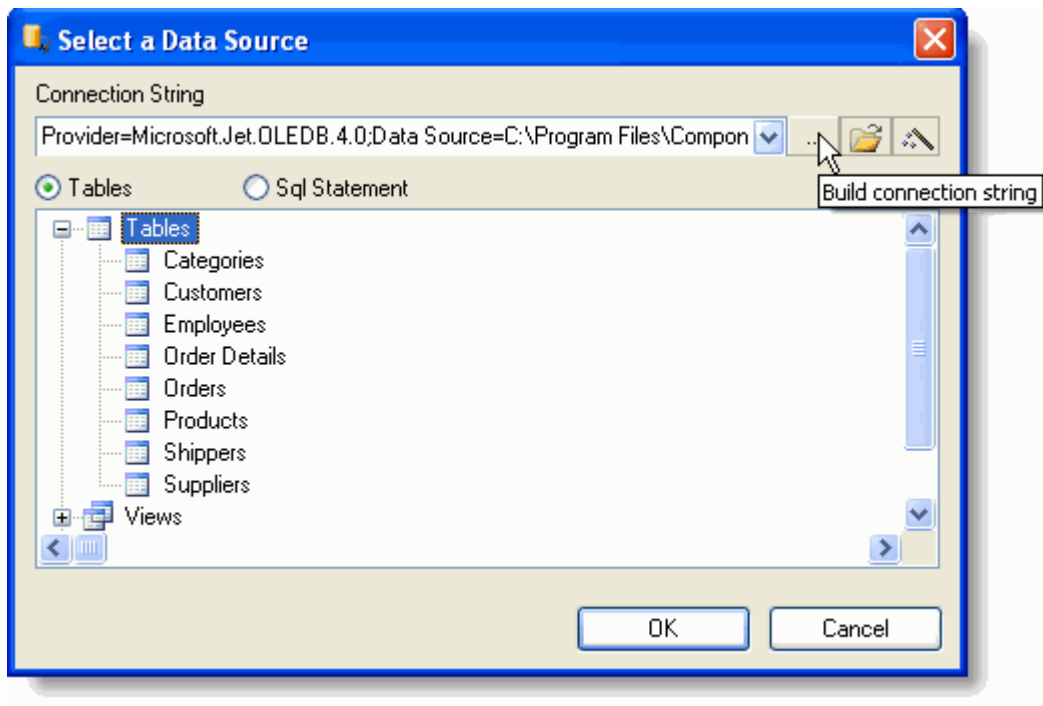 Select a Data Source
Connection String
Provider=Microsoft.Jet.OLEDB.4.0;Data Source=C:\Program Files\Compon
...
Tables Sql Statement
Build connection string
Tables
Categories
Customers
Employees
Order Details
Orders
Products
Shippers
Suppliers
Views
OK Cancel